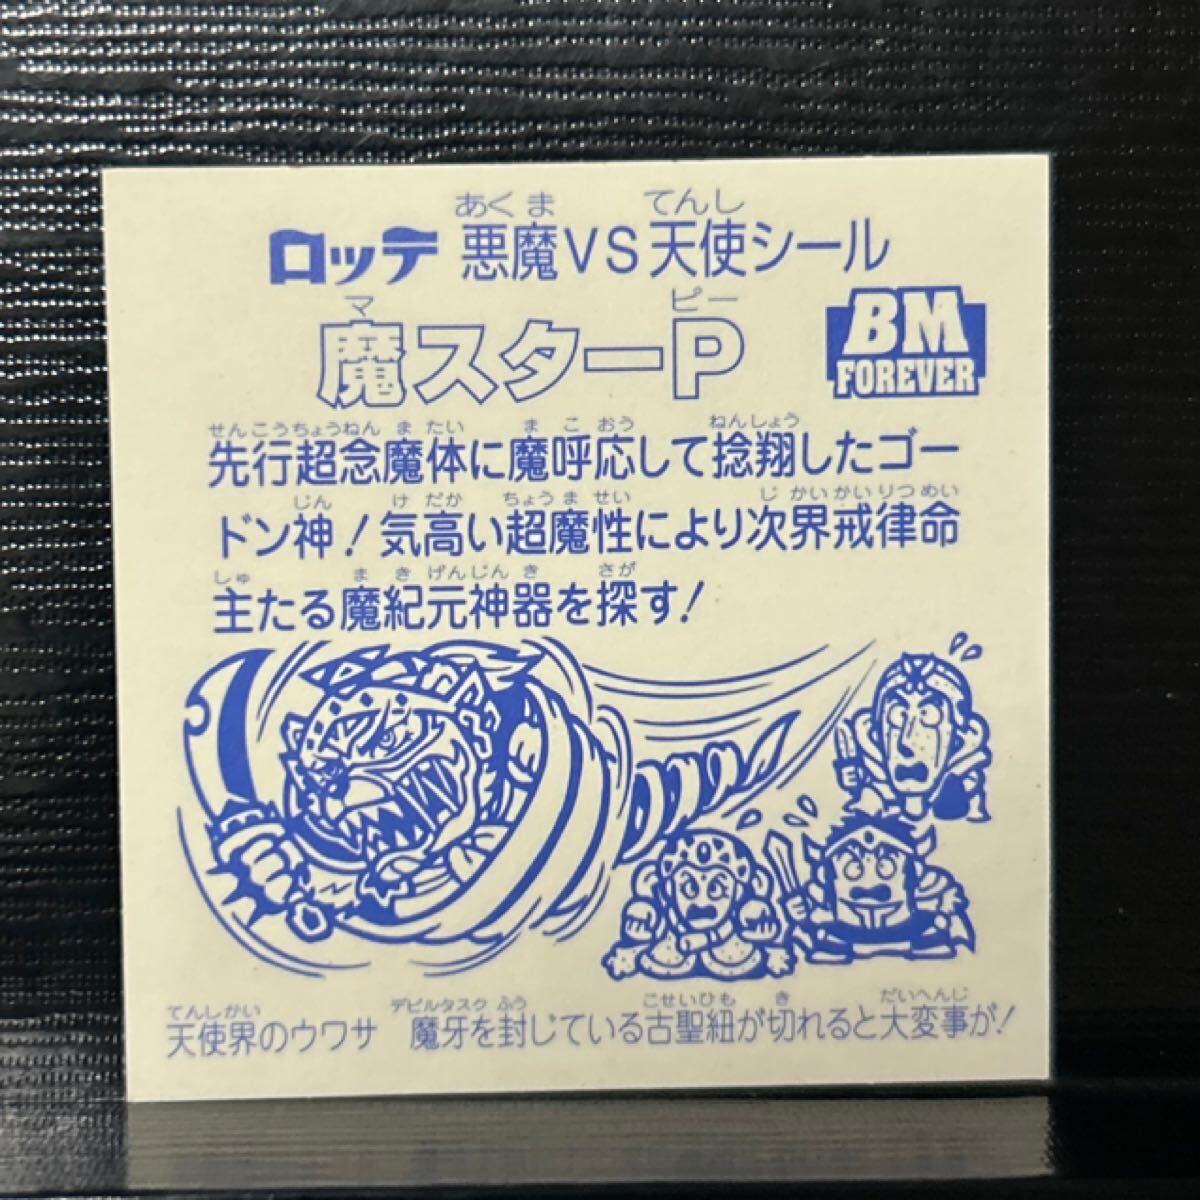 あくま てんし
ロッテ 悪魔VS天使シール
マ ピー
魔スターP
BM
FOREVER
せんこうちょうねん ま たい ま こ おう ねんしょう
先行超念魔体に魔呼応して捻翔したゴー
じん け だか ちょう ま せい じ かいかいりつめい
ドン神!気高い超魔性により次界戒律命
しゅ ま き げんじん き さが
主たる魔紀元神器を探す!
てんしかい デビルタスク ふう こせいひも き だいへんじ
天使界のウワサ 魔牙を封じている古聖紐が切れると大変事が!